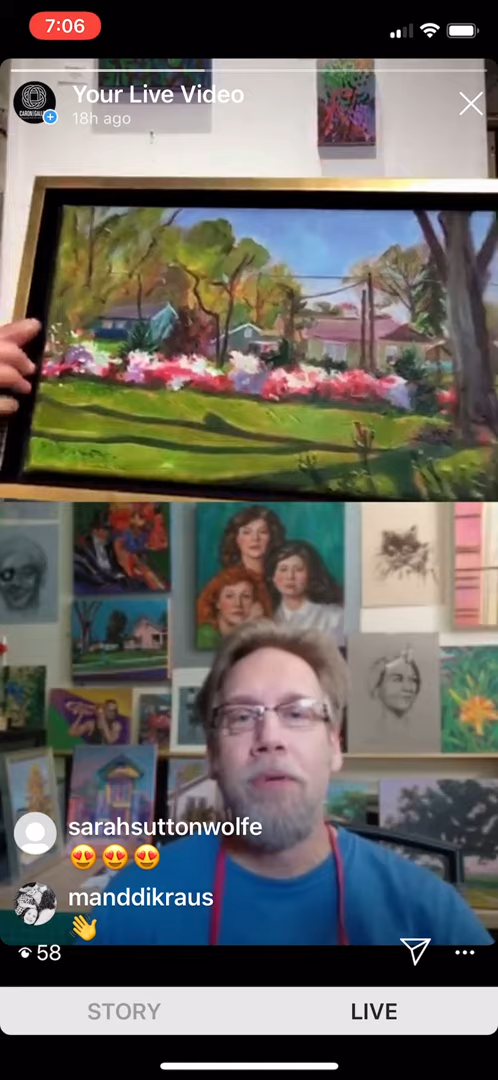 7:06
Your Live Video
18h ago
sarahsuttonwolfe
😍😍😍
manddikraus
👋
58
STORY
LIVE